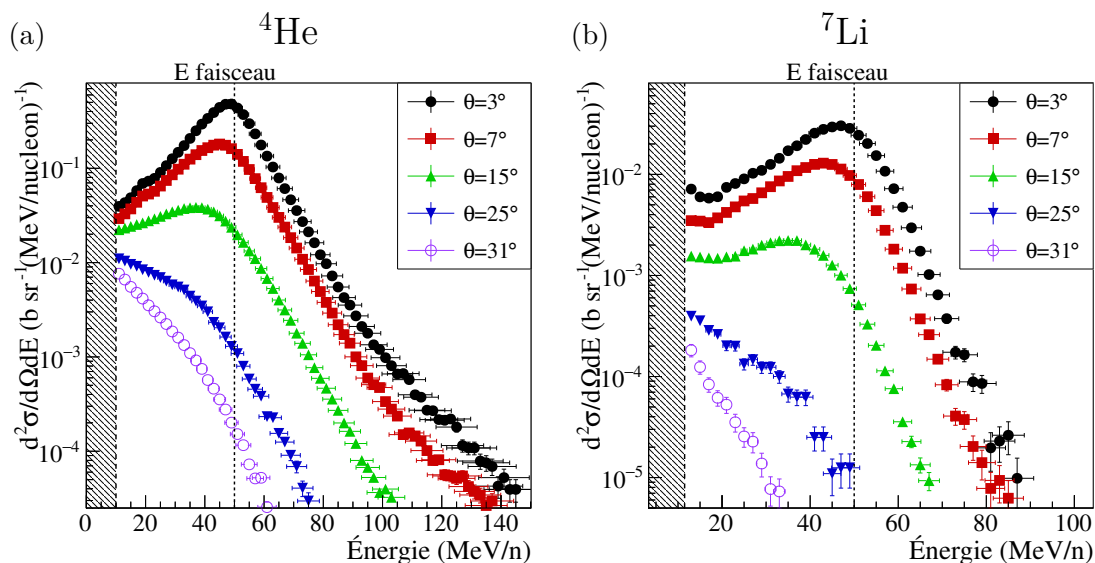 (a) ⁴He
E faisceau
d²σ/dΩdE (b sr⁻¹(MeV/nucleon)⁻¹)
10⁻¹
10⁻²
10⁻³
10⁻⁴
θ=3°
θ=7°
θ=15°
θ=25°
θ=31°
0 20 40 60 80 100 120 140
Énergie (MeV/n)
(b) ⁷Li
E faisceau
d²σ/dΩdE (b sr⁻¹(MeV/nucleon)⁻¹)
10⁻²
10⁻³
10⁻⁴
10⁻⁵
θ=3°
θ=7°
θ=15°
θ=25°
θ=31°
20 40 60 80 100
Énergie (MeV/n)